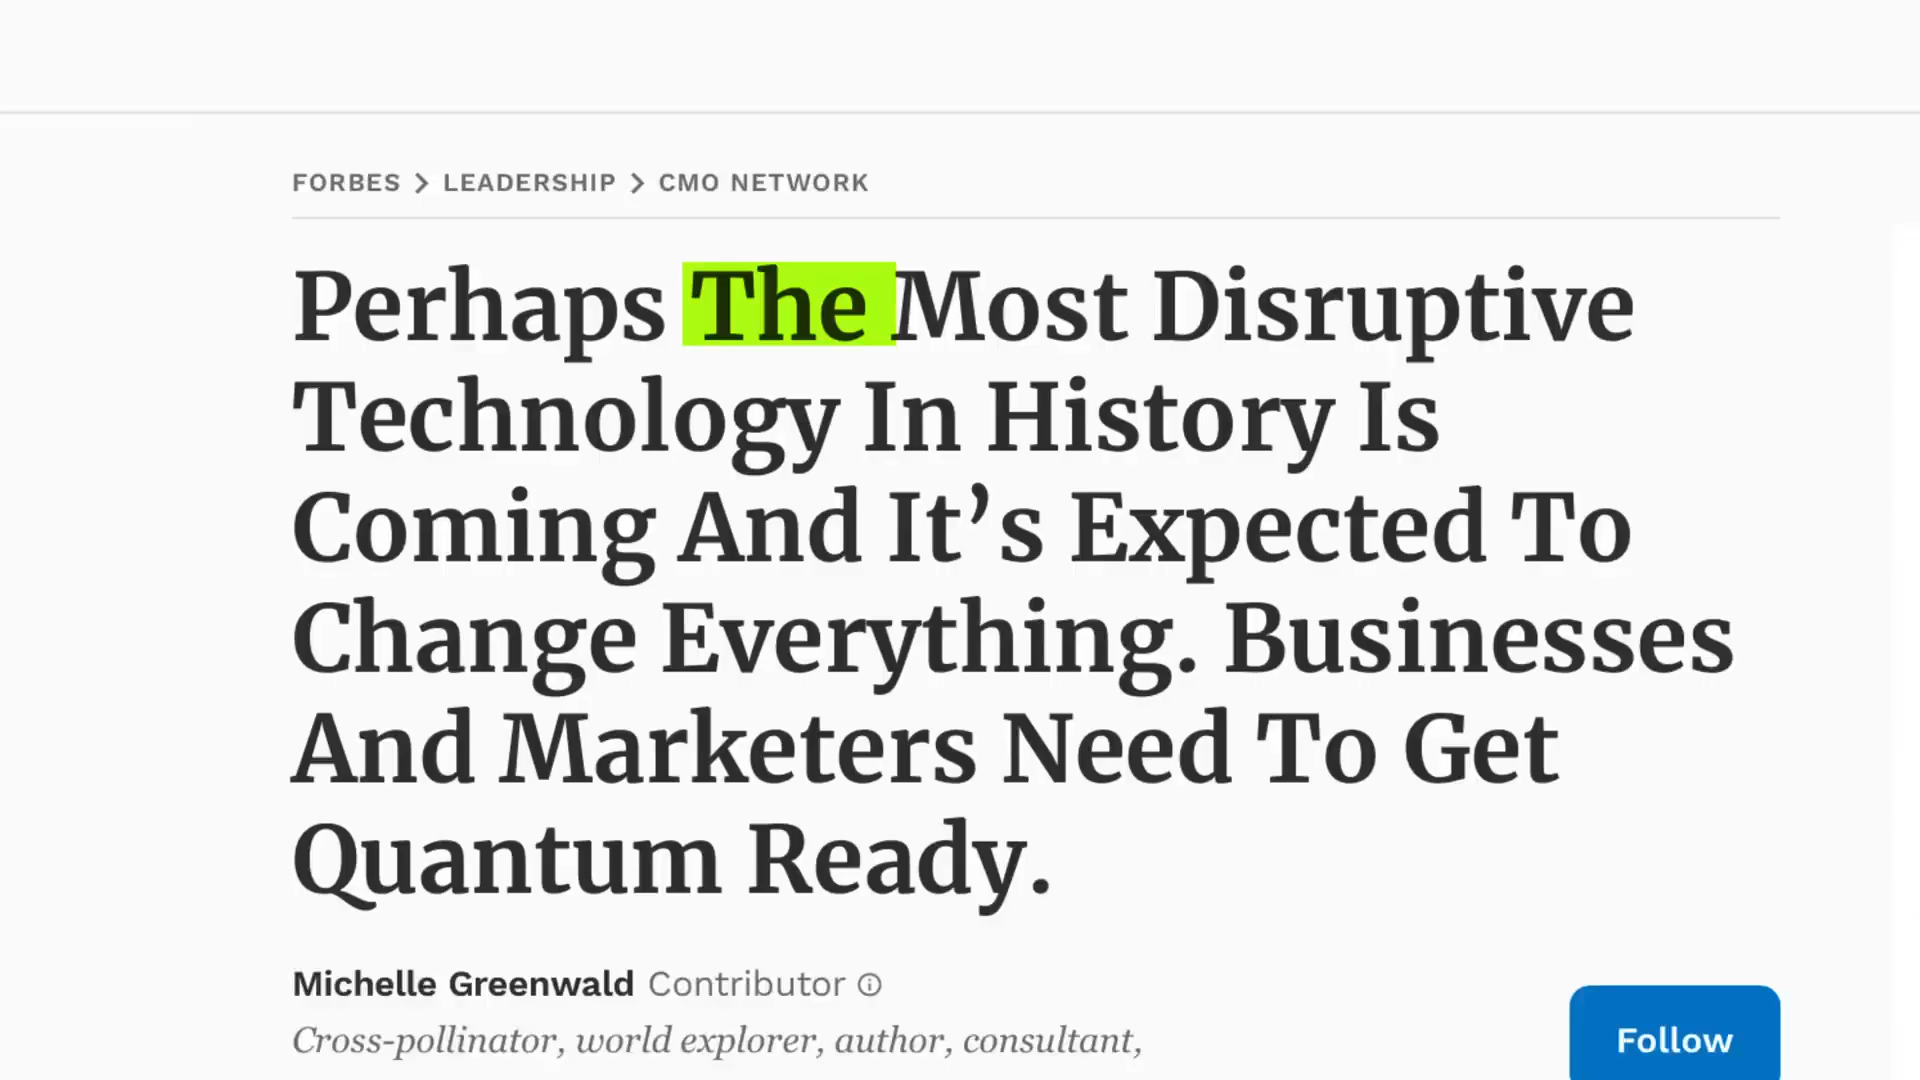 FORBES > LEADERSHIP > CMO NETWORK
Perhaps The Most Disruptive
Technology In History Is
Coming And It’s Expected To
Change Everything. Businesses
And Marketers Need To Get
Quantum Ready.
Michelle Greenwald Contributor
Cross-pollinator, world explorer, author, consultant,
Follow